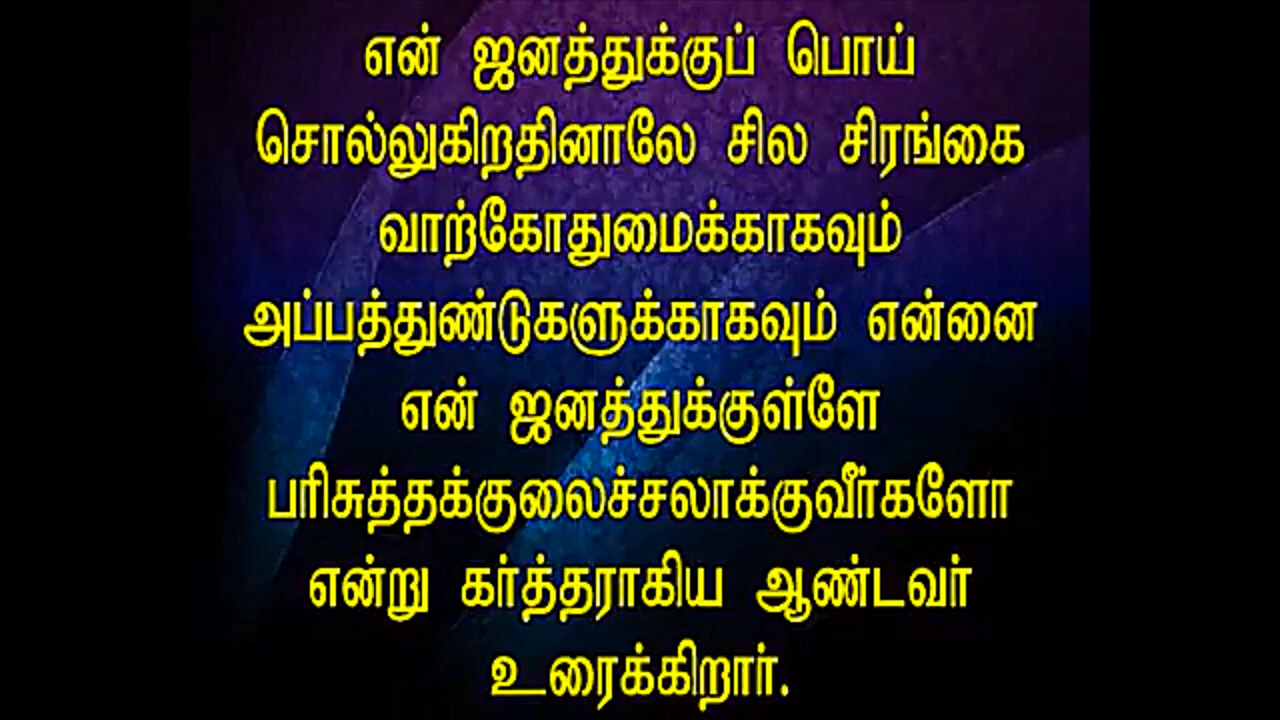 என் ஜனத்துக்குப் பொய்
சொல்லுகிறதினாலே சில சிரங்கை
வாற்கோதுமைக்காகவும்
அப்பத்துண்டுகளுக்காகவும் என்னை
என் ஜனத்துக்குள்ளே
பரிசுத்தக்குலைச்சலாக்குவீர்களோ
என்று கர்த்தராகிய ஆண்டவர்
உரைக்கிறார்.